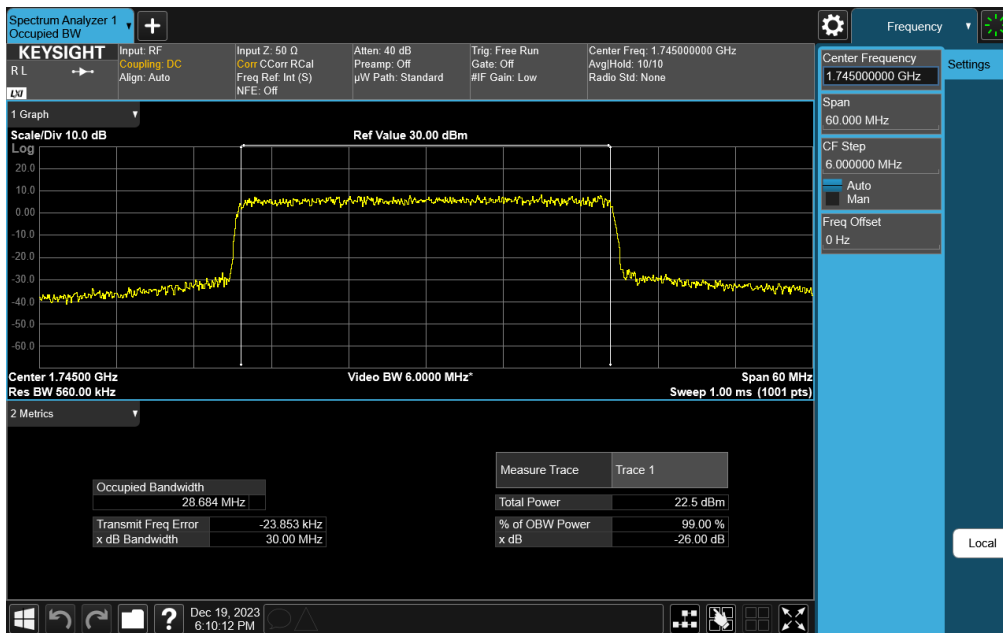 Spectrum Analyzer 1
Occupied BW
Frequency
KEYSIGHT
R L
LXI
Input: RF
Coupling: DC
Align: Auto
Input Z: 50 Ω
Corr CCorr RCal
Freq Ref: Int (S)
NFE: Off
Atten: 40 dB
Preamp: Off
µW Path: Standard
Trig: Free Run
Gate: Off
#IF Gain: Low
Center Freq: 1.745000000 GHz
Avg|Hold: 10/10
Radio Std: None
Center Frequency
1.745000000 GHz
Settings
Span
60.000 MHz
CF Step
6.000000 MHz
Auto
Man
Freq Offset
0 Hz
Local
1 Graph
Scale/Div 10.0 dB
Ref Value 30.00 dBm
Log
20.0
10.0
0.00
-10.0
-20.0
-30.0
-40.0
-50.0
-60.0
Center 1.74500 GHz
Video BW 6.0000 MHz*
Span 60 MHz
Res BW 560.00 kHz
Sweep 1.00 ms (1001 pts)
2 Metrics
Measure Trace Trace 1
Occupied Bandwidth
28.684 MHz
Total Power 22.5 dBm
Transmit Freq Error -23.853 kHz
% of OBW Power 99.00 %
x dB Bandwidth 30.00 MHz
x dB -26.00 dB
?
Dec 19, 2023
6:10:12 PM